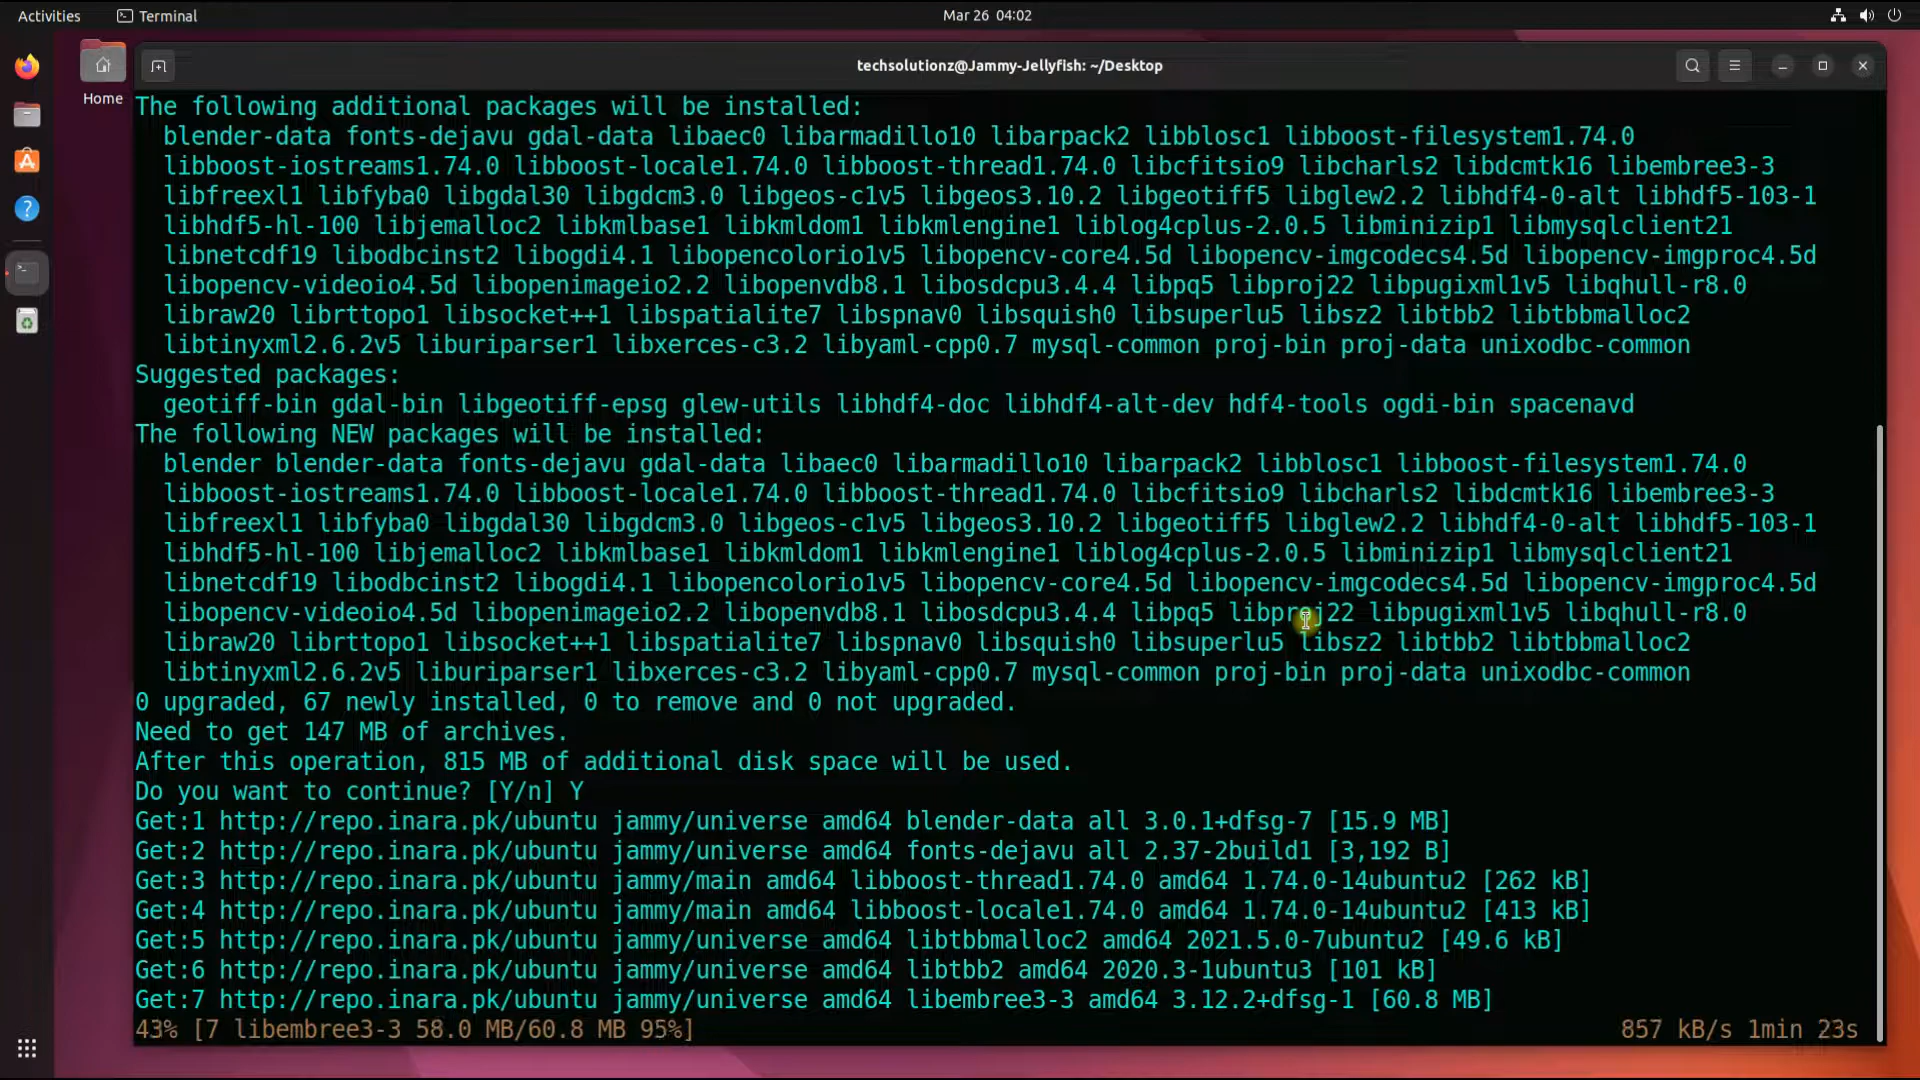 Activities
Terminal
Mar 26 04:02
techsolutionz@Jammy-Jellyfish: ~/Desktop
Home
The following additional packages will be installed:
blender-data fonts-dejavu gdal-data libaec0 libarmadillo10 libarpack2 libblosc1 libboost-filesystem1.74.0
libboost-iostreams1.74.0 libboost-locale1.74.0 libboost-thread1.74.0 libcfitsio9 libcharls2 libdcmtk16 libembree3-3
libfreexl1 libfyba0 libgdal30 libgdcm3.0 libgeos-c1v5 libgeos3.10.2 libgeotiff5 libglew2.2 libhdf4-0-alt libhdf5-103-1
libhdf5-hl-100 libjemalloc2 libkmlbase1 libkmldom1 libkmlengine1 liblog4cplus-2.0.5 libminizip1 libmysqlclient21
libnetcdf19 libodbcinst2 libogdi4.1 libopencolorio1v5 libopencv-core4.5d libopencv-imgcodecs4.5d libopencv-imgproc4.5d
libopencv-videoio4.5d libopenimageio2.2 libopenvdb8.1 libosdcpu3.4.4 libpq5 libproj22 libpugixml1v5 libqhull-r8.0
libraw20 librttopo1 libsocket++1 libspatialite7 libspnav0 libsquish0 libsuperlu5 libsz2 libtbb2 libtbbmalloc2
libtinyxml2.6.2v5 liburiparser1 libxerces-c3.2 libyaml-cpp0.7 mysql-common proj-bin proj-data unixodbc-common
Suggested packages:
geotiff-bin gdal-bin libgeotiff-epsg glew-utils libhdf4-doc libhdf4-alt-dev hdf4-tools ogdi-bin spacenavd
The following NEW packages will be installed:
blender blender-data fonts-dejavu gdal-data libaec0 libarmadillo10 libarpack2 libblosc1 libboost-filesystem1.74.0
libboost-iostreams1.74.0 libboost-locale1.74.0 libboost-thread1.74.0 libcfitsio9 libcharls2 libdcmtk16 libembree3-3
libfreexl1 libfyba0 libgdal30 libgdcm3.0 libgeos-c1v5 libgeos3.10.2 libgeotiff5 libglew2.2 libhdf4-0-alt libhdf5-103-1
libhdf5-hl-100 libjemalloc2 libkmlbase1 libkmldom1 libkmlengine1 liblog4cplus-2.0.5 libminizip1 libmysqlclient21
libnetcdf19 libodbcinst2 libogdi4.1 libopencolorio1v5 libopencv-core4.5d libopencv-imgcodecs4.5d libopencv-imgproc4.5d
libopencv-videoio4.5d libopenimageio2.2 libopenvdb8.1 libosdcpu3.4.4 libpq5 libproj22 libpugixml1v5 libqhull-r8.0
libraw20 librttopo1 libsocket++1 libspatialite7 libspnav0 libsquish0 libsuperlu5 libsz2 libtbb2 libtbbmalloc2
libtinyxml2.6.2v5 liburiparser1 libxerces-c3.2 libyaml-cpp0.7 mysql-common proj-bin proj-data unixodbc-common
0 upgraded, 67 newly installed, 0 to remove and 0 not upgraded.
Need to get 147 MB of archives.
After this operation, 815 MB of additional disk space will be used.
Do you want to continue? [Y/n] Y
Get:1 http://repo.inara.pk/ubuntu jammy/universe amd64 blender-data all 3.0.1+dfsg-7 [15.9 MB]
Get:2 http://repo.inara.pk/ubuntu jammy/universe amd64 fonts-dejavu all 2.37-2build1 [3,192 B]
Get:3 http://repo.inara.pk/ubuntu jammy/main amd64 libboost-thread1.74.0 amd64 1.74.0-14ubuntu2 [262 kB]
Get:4 http://repo.inara.pk/ubuntu jammy/main amd64 libboost-locale1.74.0 amd64 1.74.0-14ubuntu2 [413 kB]
Get:5 http://repo.inara.pk/ubuntu jammy/universe amd64 libtbbmalloc2 amd64 2021.5.0-7ubuntu2 [49.6 kB]
Get:6 http://repo.inara.pk/ubuntu jammy/universe amd64 libtbb2 amd64 2020.3-1ubuntu3 [101 kB]
Get:7 http://repo.inara.pk/ubuntu jammy/universe amd64 libembree3-3 amd64 3.12.2+dfsg-1 [60.8 MB]
43% [7 libembree3-3 58.0 MB/60.8 MB 95%] 857 kB/s 1min 23s